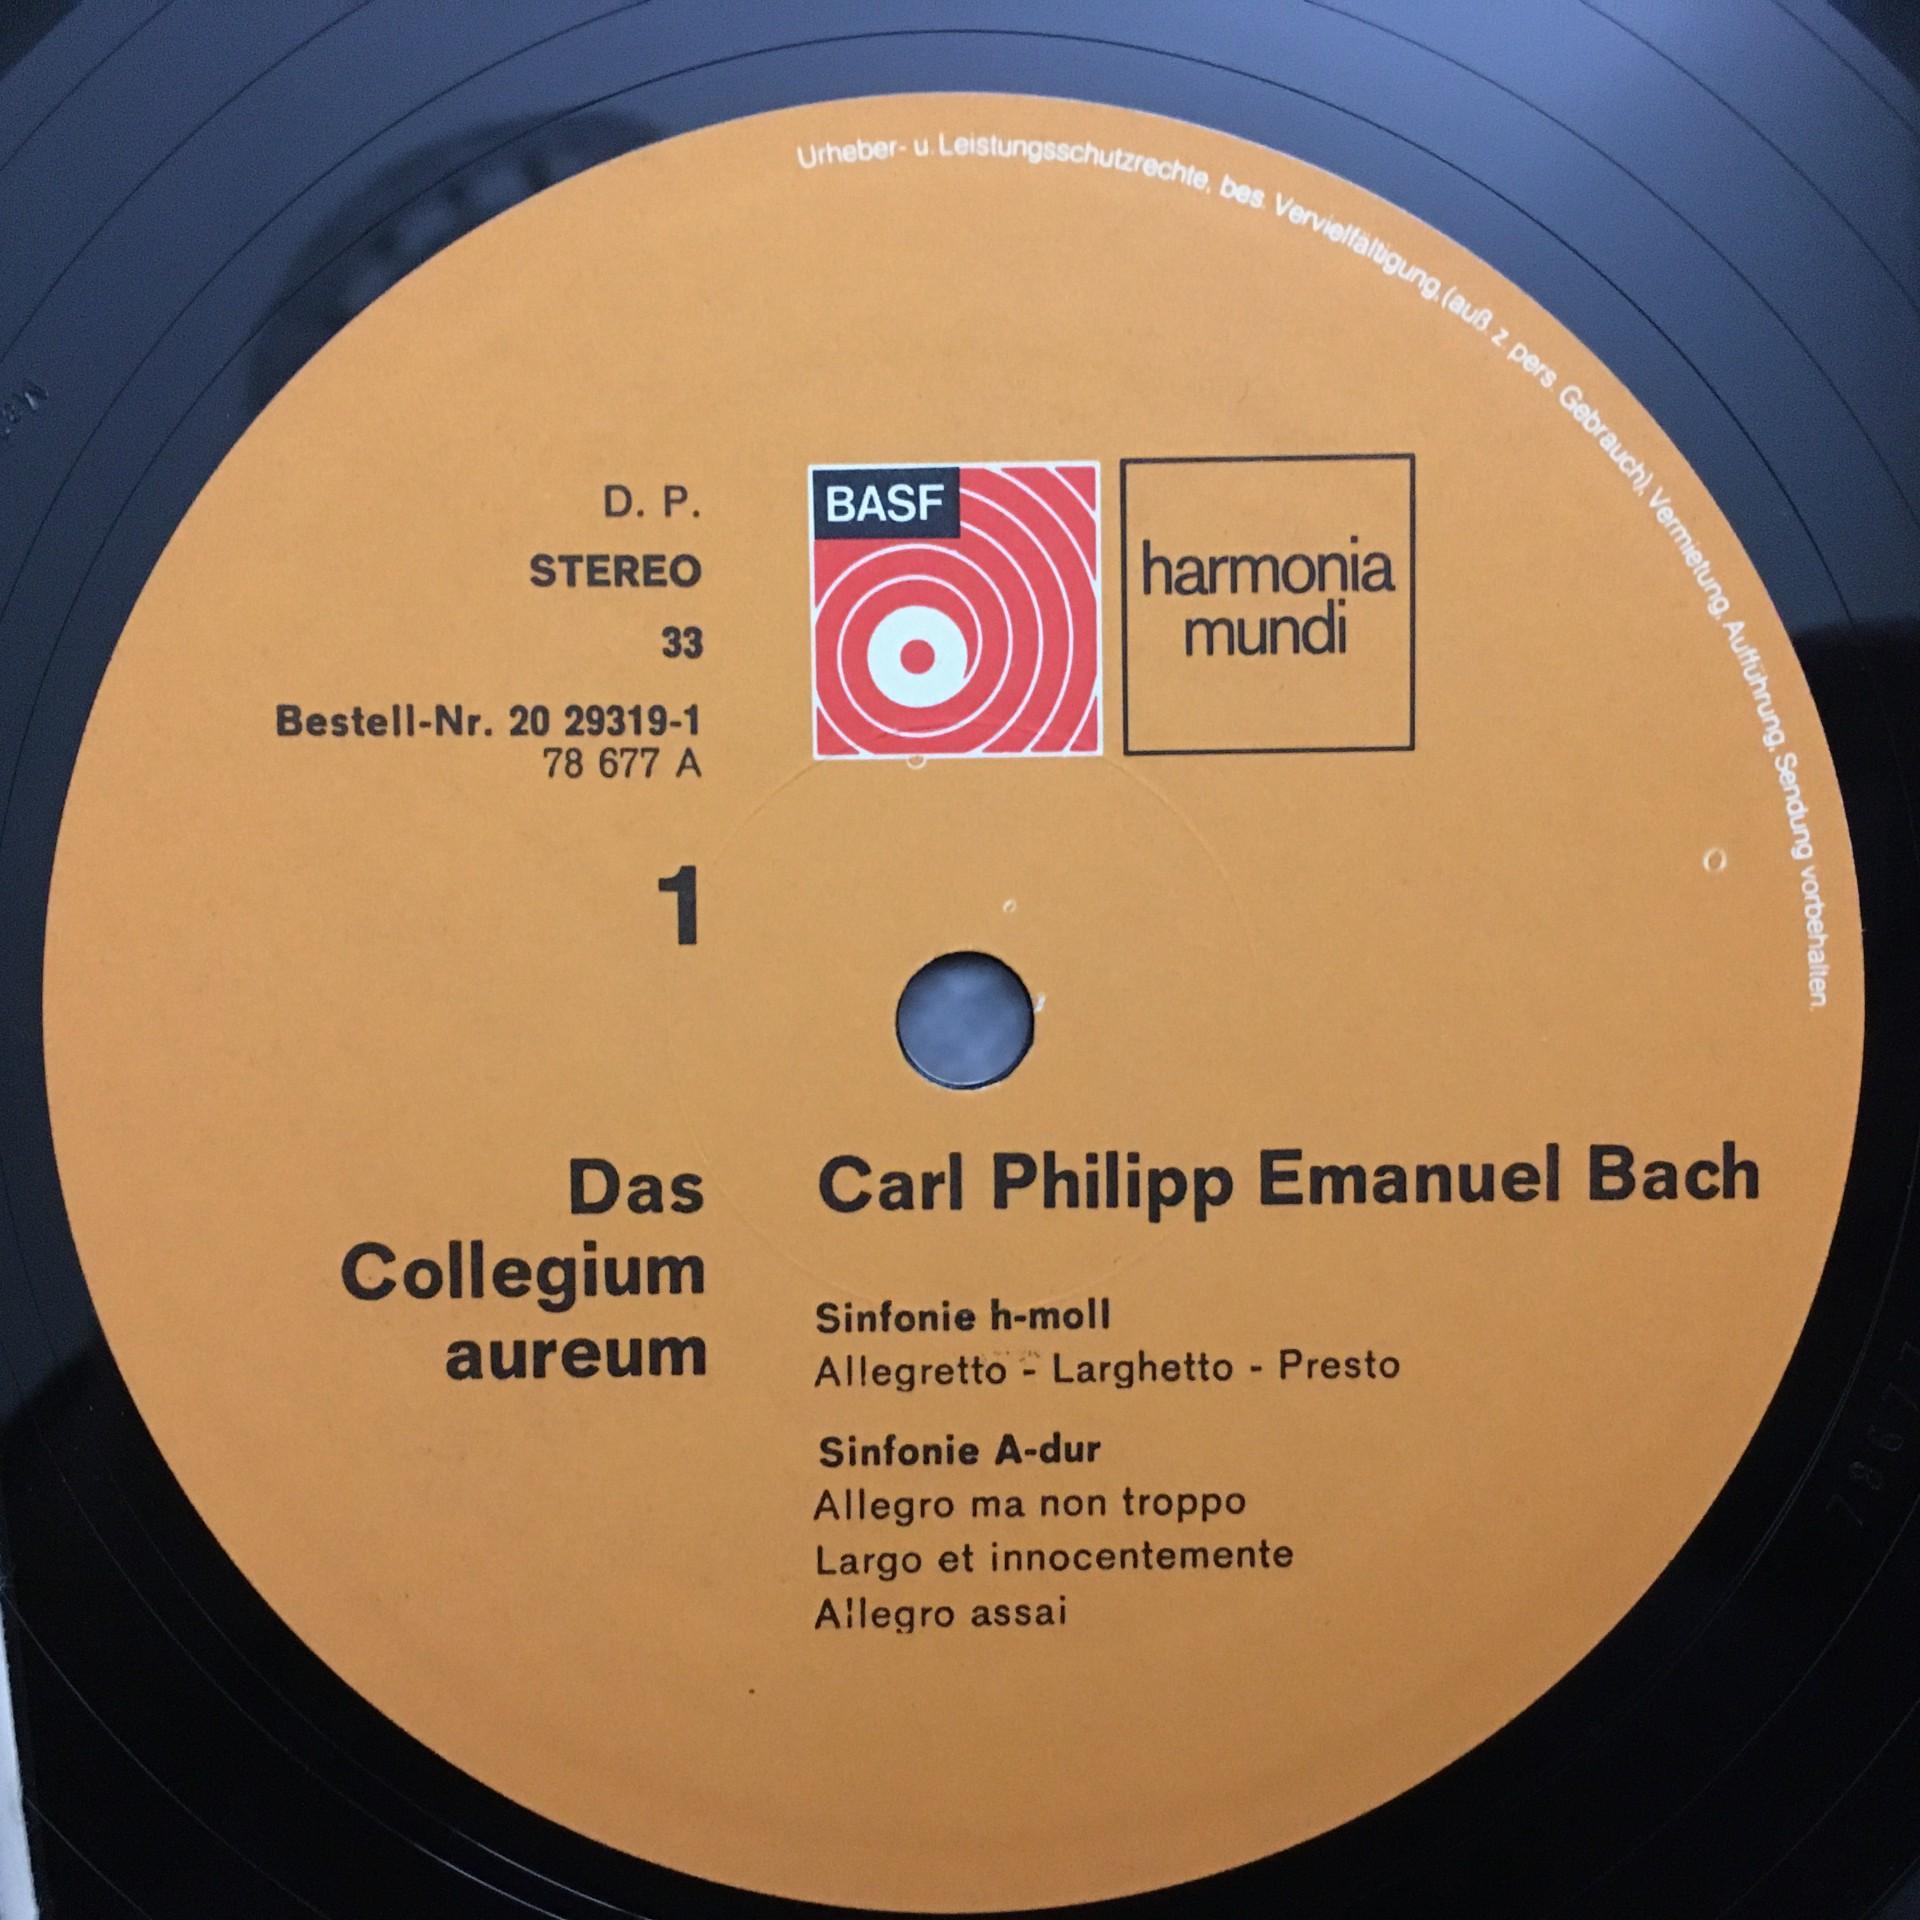 Urheber- u. Leistungsschutzrechte, bes. Vervielfältigung, (auß. z. pers. Gebrauch), Vermietung, Aufführung, Sendung vorbehalten.
D. P.
STEREO
33
Bestell-Nr. 20 29319-1
78 677 A
BASF
harmonia
mundi
1
Das
Collegium
aureum
Carl Philipp Emanuel Bach
Sinfonie h-moll
Allegretto - Larghetto - Presto
Sinfonie A-dur
Allegro ma non troppo
Largo et innocentemente
Allegro assai